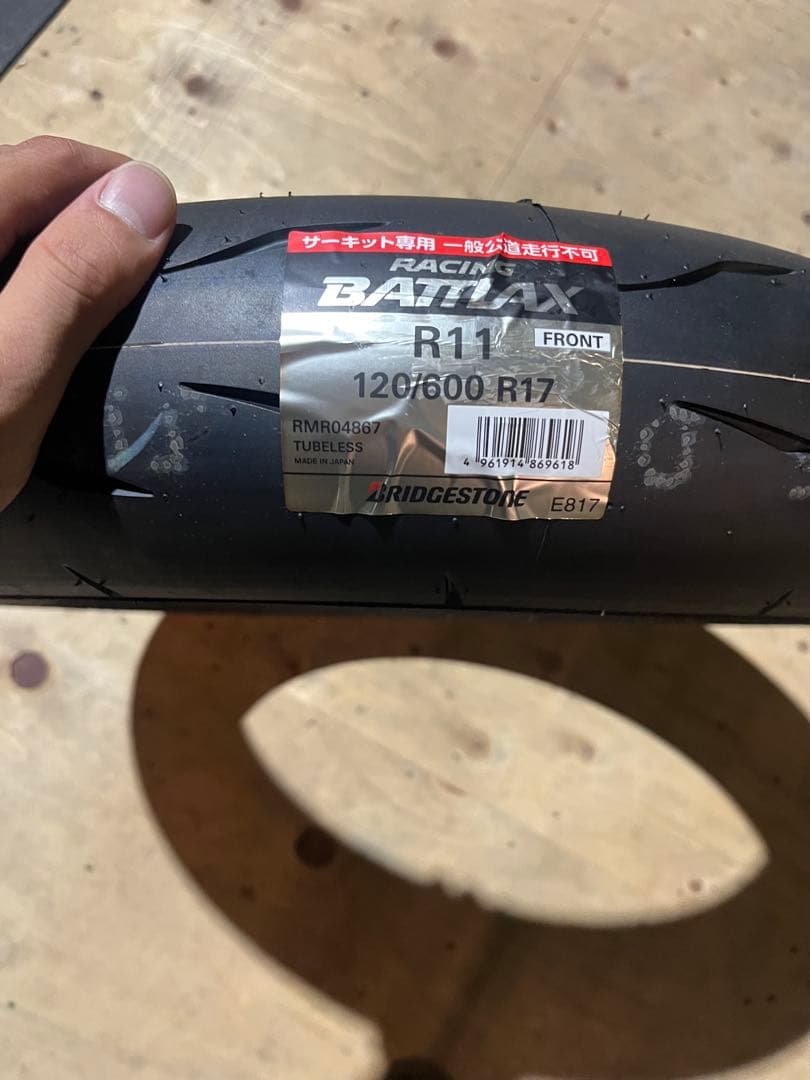 サーキット専用 一般公道走行不可
RACING
BATTLAX
R11 FRONT
120/600 R17
RMR04867
TUBELESS
MADE IN JAPAN
4 961914 869618
BRIDGESTONE E817